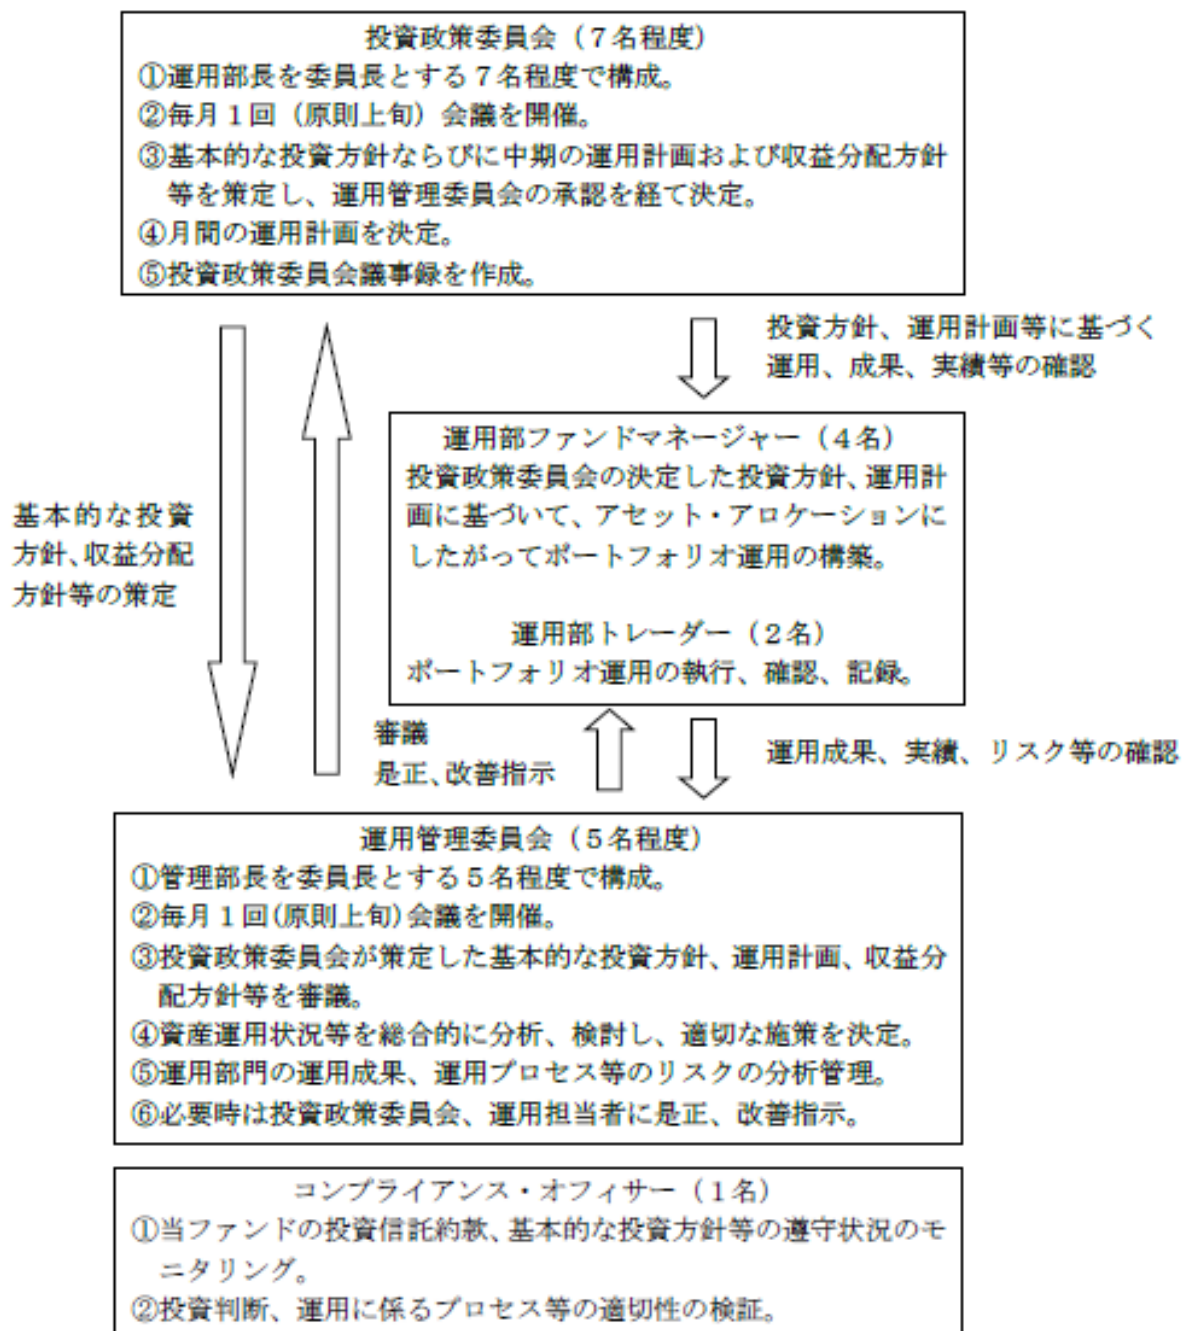 投資政策委員会（７名程度）
①運用部長を委員長とする７名程度で構成。
②毎月１回（原則上旬）会議を開催。
③基本的な投資方針ならびに中期の運用計画および収益分配方針
等を策定し、運用管理委員会の承認を経て決定。
④月間の運用計画を決定。
⑤投資政策委員会議事録を作成。
投資方針、運用計画等に基づく
運用、成果、実績等の確認
運用部ファンドマネージャー（４名）
投資政策委員会の決定した投資方針、運用計
画に基づいて、アセット・アロケーションに
したがってポートフォリオ運用の構築。
運用部トレーダー（２名）
ポートフォリオ運用の執行、確認、記録。
基本的な投資
方針、収益分配
方針等の策定
審議
是正、改善指示
運用成果、実績、リスク等の確認
運用管理委員会（５名程度）
①管理部長を委員長とする５名程度で構成。
②毎月１回(原則上旬)会議を開催。
③投資政策委員会が策定した基本的な投資方針、運用計画、収益分
配方針等を審議。
④資産運用状況等を総合的に分析、検討し、適切な施策を決定。
⑤運用部門の運用成果、運用プロセス等のリスクの分析管理。
⑥必要時は投資政策委員会、運用担当者に是正、改善指示。
コンプライアンス・オフィサー（１名）
①当ファンドの投資信託約款、基本的な投資方針等の遵守状況のモ
ニタリング。
②投資判断、運用に係るプロセス等の適切性の検証。